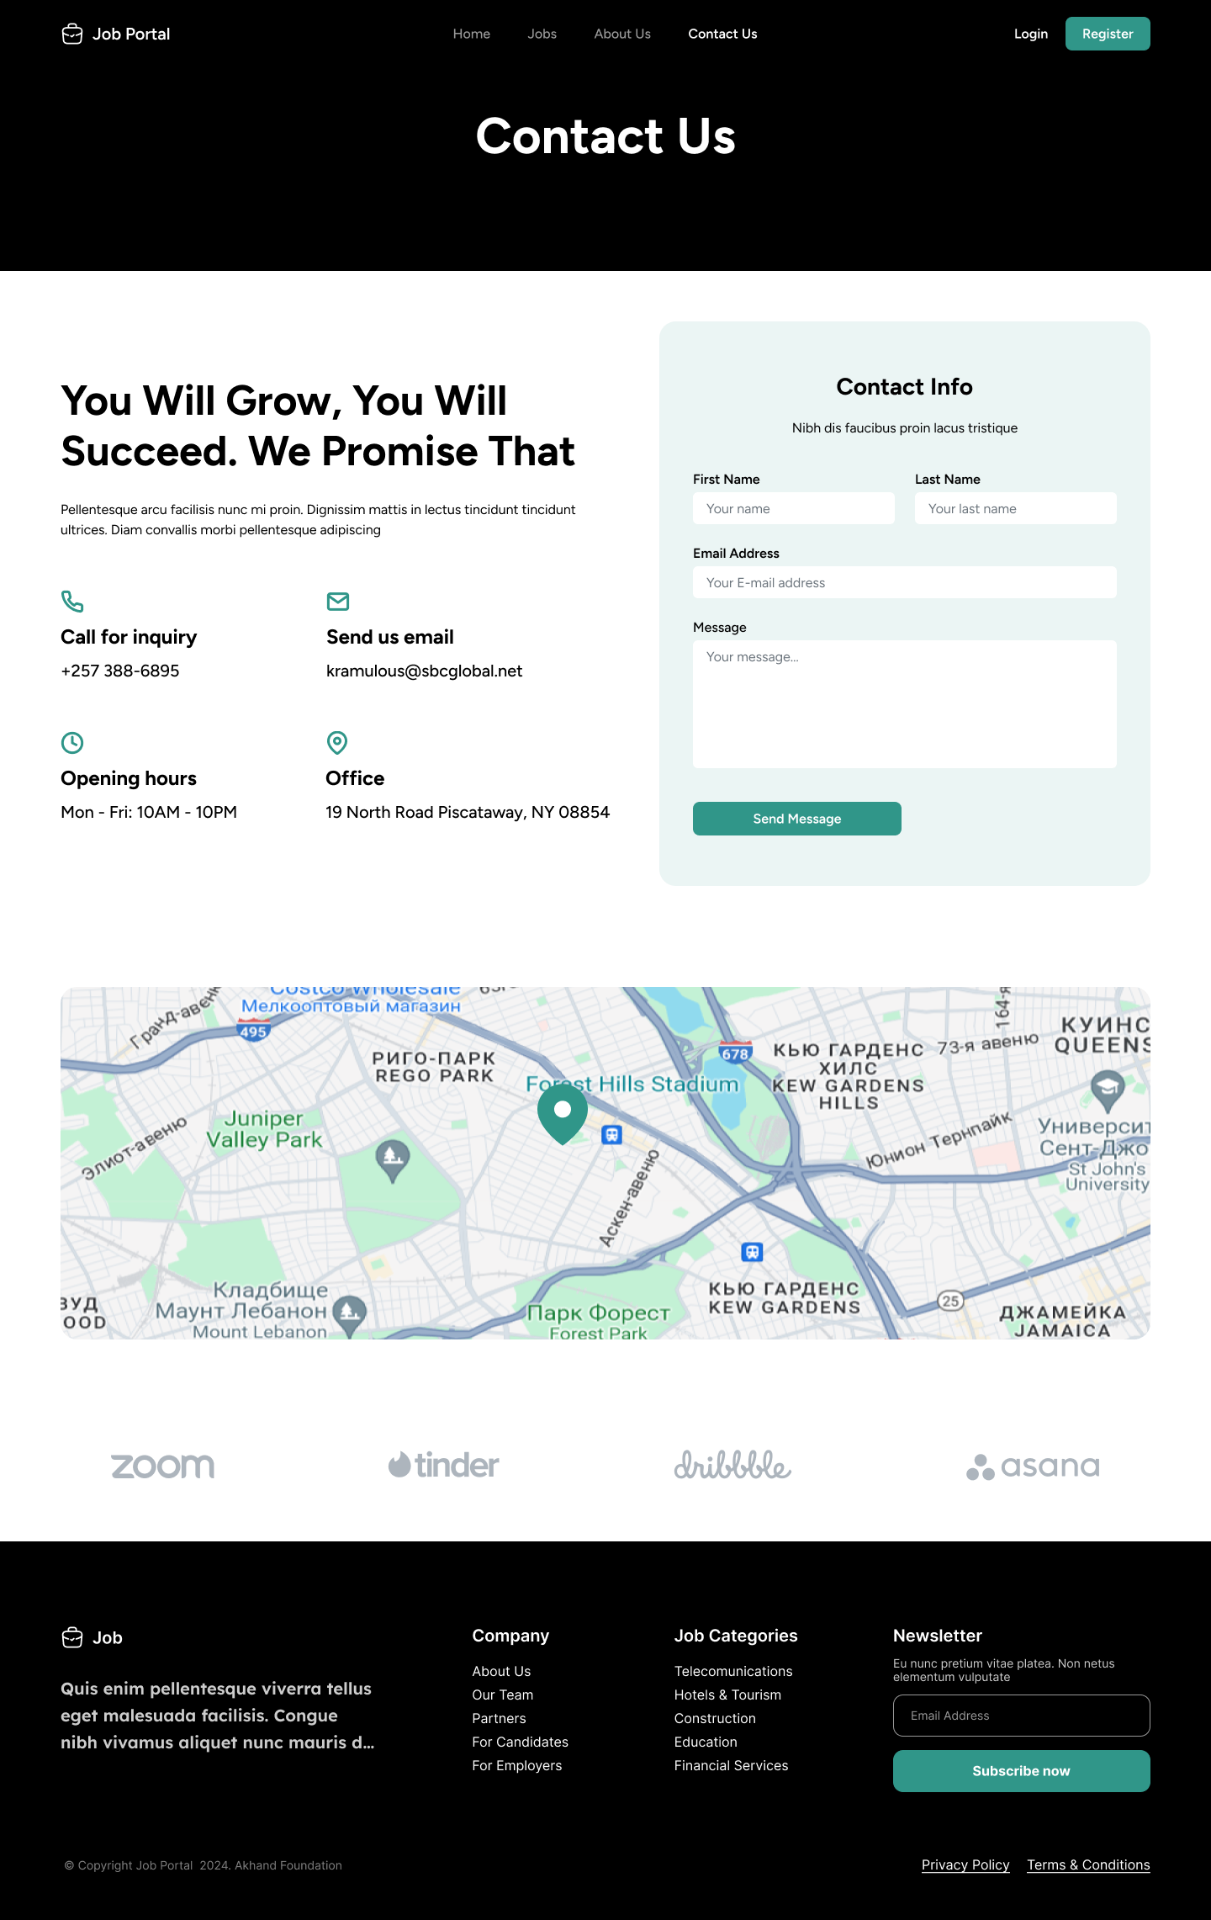 Job Portal
Home
Jobs
About Us
Contact Us
Login
Register
Contact Us
You Will Grow, You Will
Succeed. We Promise That
Pellentesque arcu facilisis nunc mi proin. Dignissim mattis in lectus tincidunt tincidunt
ultrices. Diam convallis morbi pellentesque adipiscing
Call for inquiry
+257 388-6895
Send us email
kramulous@sbcglobal.net
Opening hours
Mon - Fri: 10AM - 10PM
Office
19 North Road Piscataway, NY 08854
Contact Info
Nibh dis faucibus proin lacus tristique
First Name
Your name
Last Name
Your last name
Email Address
Your E-mail address
Message
Your message...
Send Message
Costco Wholesale
Мелкооптовый магазин
Гранд-авеню
495
РИГО-ПАРК
REGO PARK
Forest Hills Stadium
678
КЬЮ ГАРДЕНС
ХИЛС
KEW GARDENS
HILLS
73-я авеню
164-я
КУИНС
QUEENS
Juniper
Valley Park
Элиот-авеню
Аскен-авеню
Юнион Тернпайк
Университ
Сент-Джо
St John's
University
Кладбище
Маунт Лебанон
Mount Lebanon
ВУД
OOD
Парк Форест
Forest Park
КЬЮ ГАРДЕНС
KEW GARDENS
25
ДЖАМЕЙКА
JAMAICA
zoom
tinder
dribbble
asana
Job
Quis enim pellentesque viverra tellus
eget malesuada facilisis. Congue
nibh vivamus aliquet nunc mauris d...
Company
About Us
Our Team
Partners
For Candidates
For Employers
Job Categories
Telecomunications
Hotels & Tourism
Construction
Education
Financial Services
Newsletter
Eu nunc pretium vitae platea. Non netus
elementum vulputate
Email Address
Subscribe now
© Copyright Job Portal 2024. Akhand Foundation
Privacy Policy
Terms & Conditions